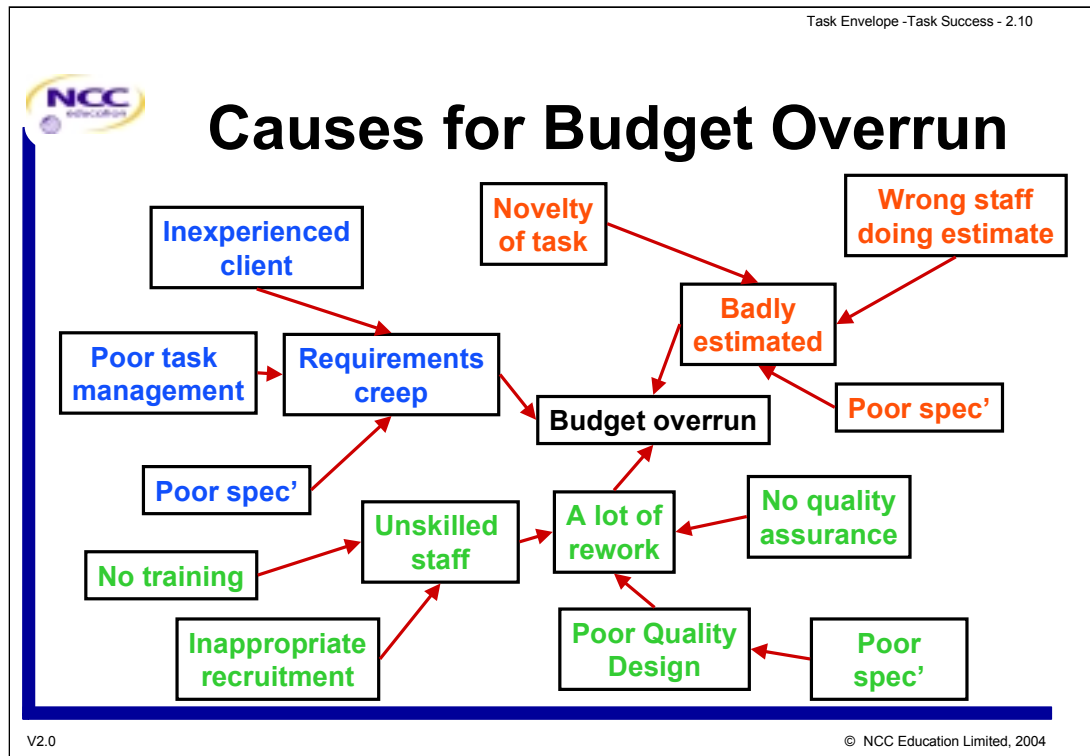 Task Envelope -Task Success - 2.10
NCC
education
Causes for Budget Overrun
Inexperienced
client
Novelty
of task
Wrong staff
doing estimate
Poor task
management
Requirements
creep
Badly
estimated
Budget overrun
Poor spec’
Poor spec’
Unskilled
staff
A lot of
rework
No quality
assurance
No training
Inappropriate
recruitment
Poor Quality
Design
Poor
spec’
V2.0
© NCC Education Limited, 2004